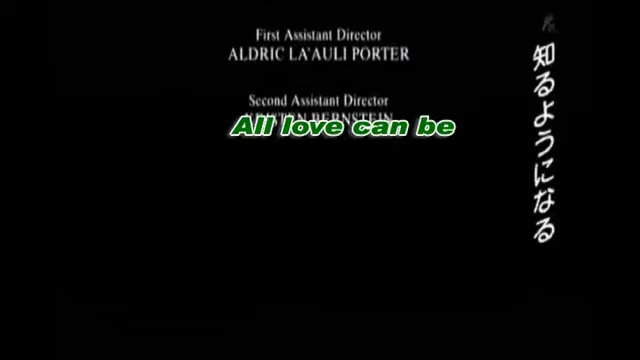 First Assistant Director
ALDRIC LA'AULI PORTER
Second Assistant Director
BERNSTEIN
All love can be
知るようになる